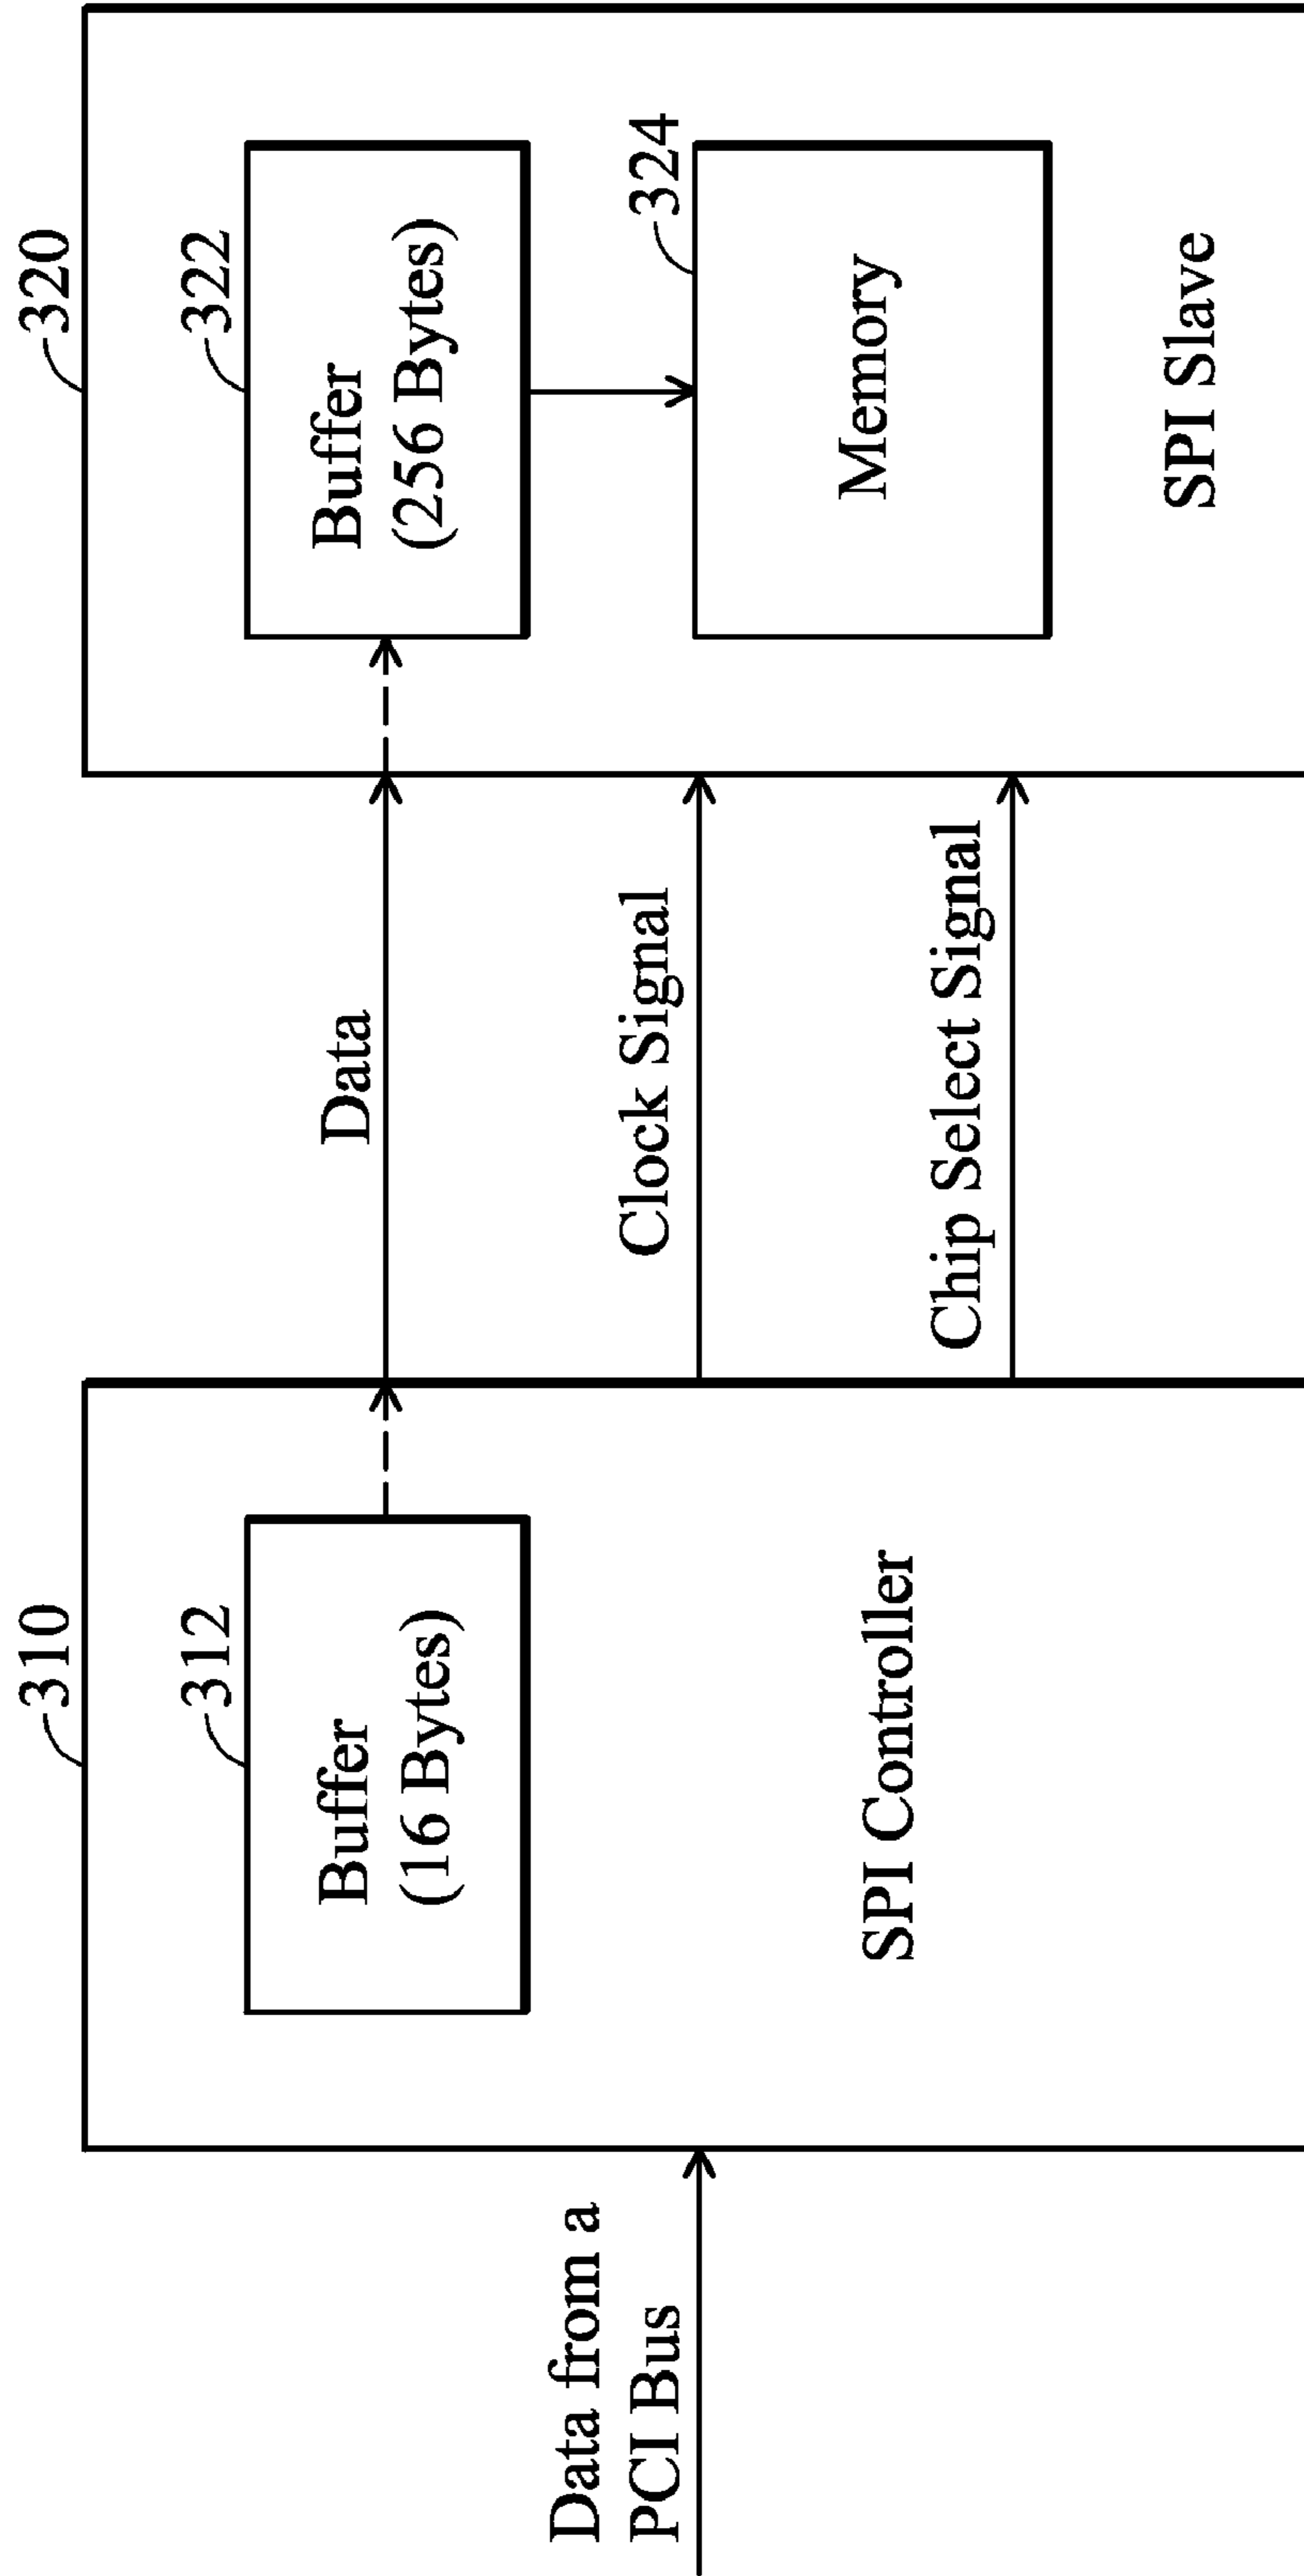 Data from a
PCI Bus
310
312
Buffer
(16 Bytes)
SPI Controller
Data
Clock Signal
Chip Select Signal
320
322
Buffer
(256 Bytes)
324
Memory
SPI Slave